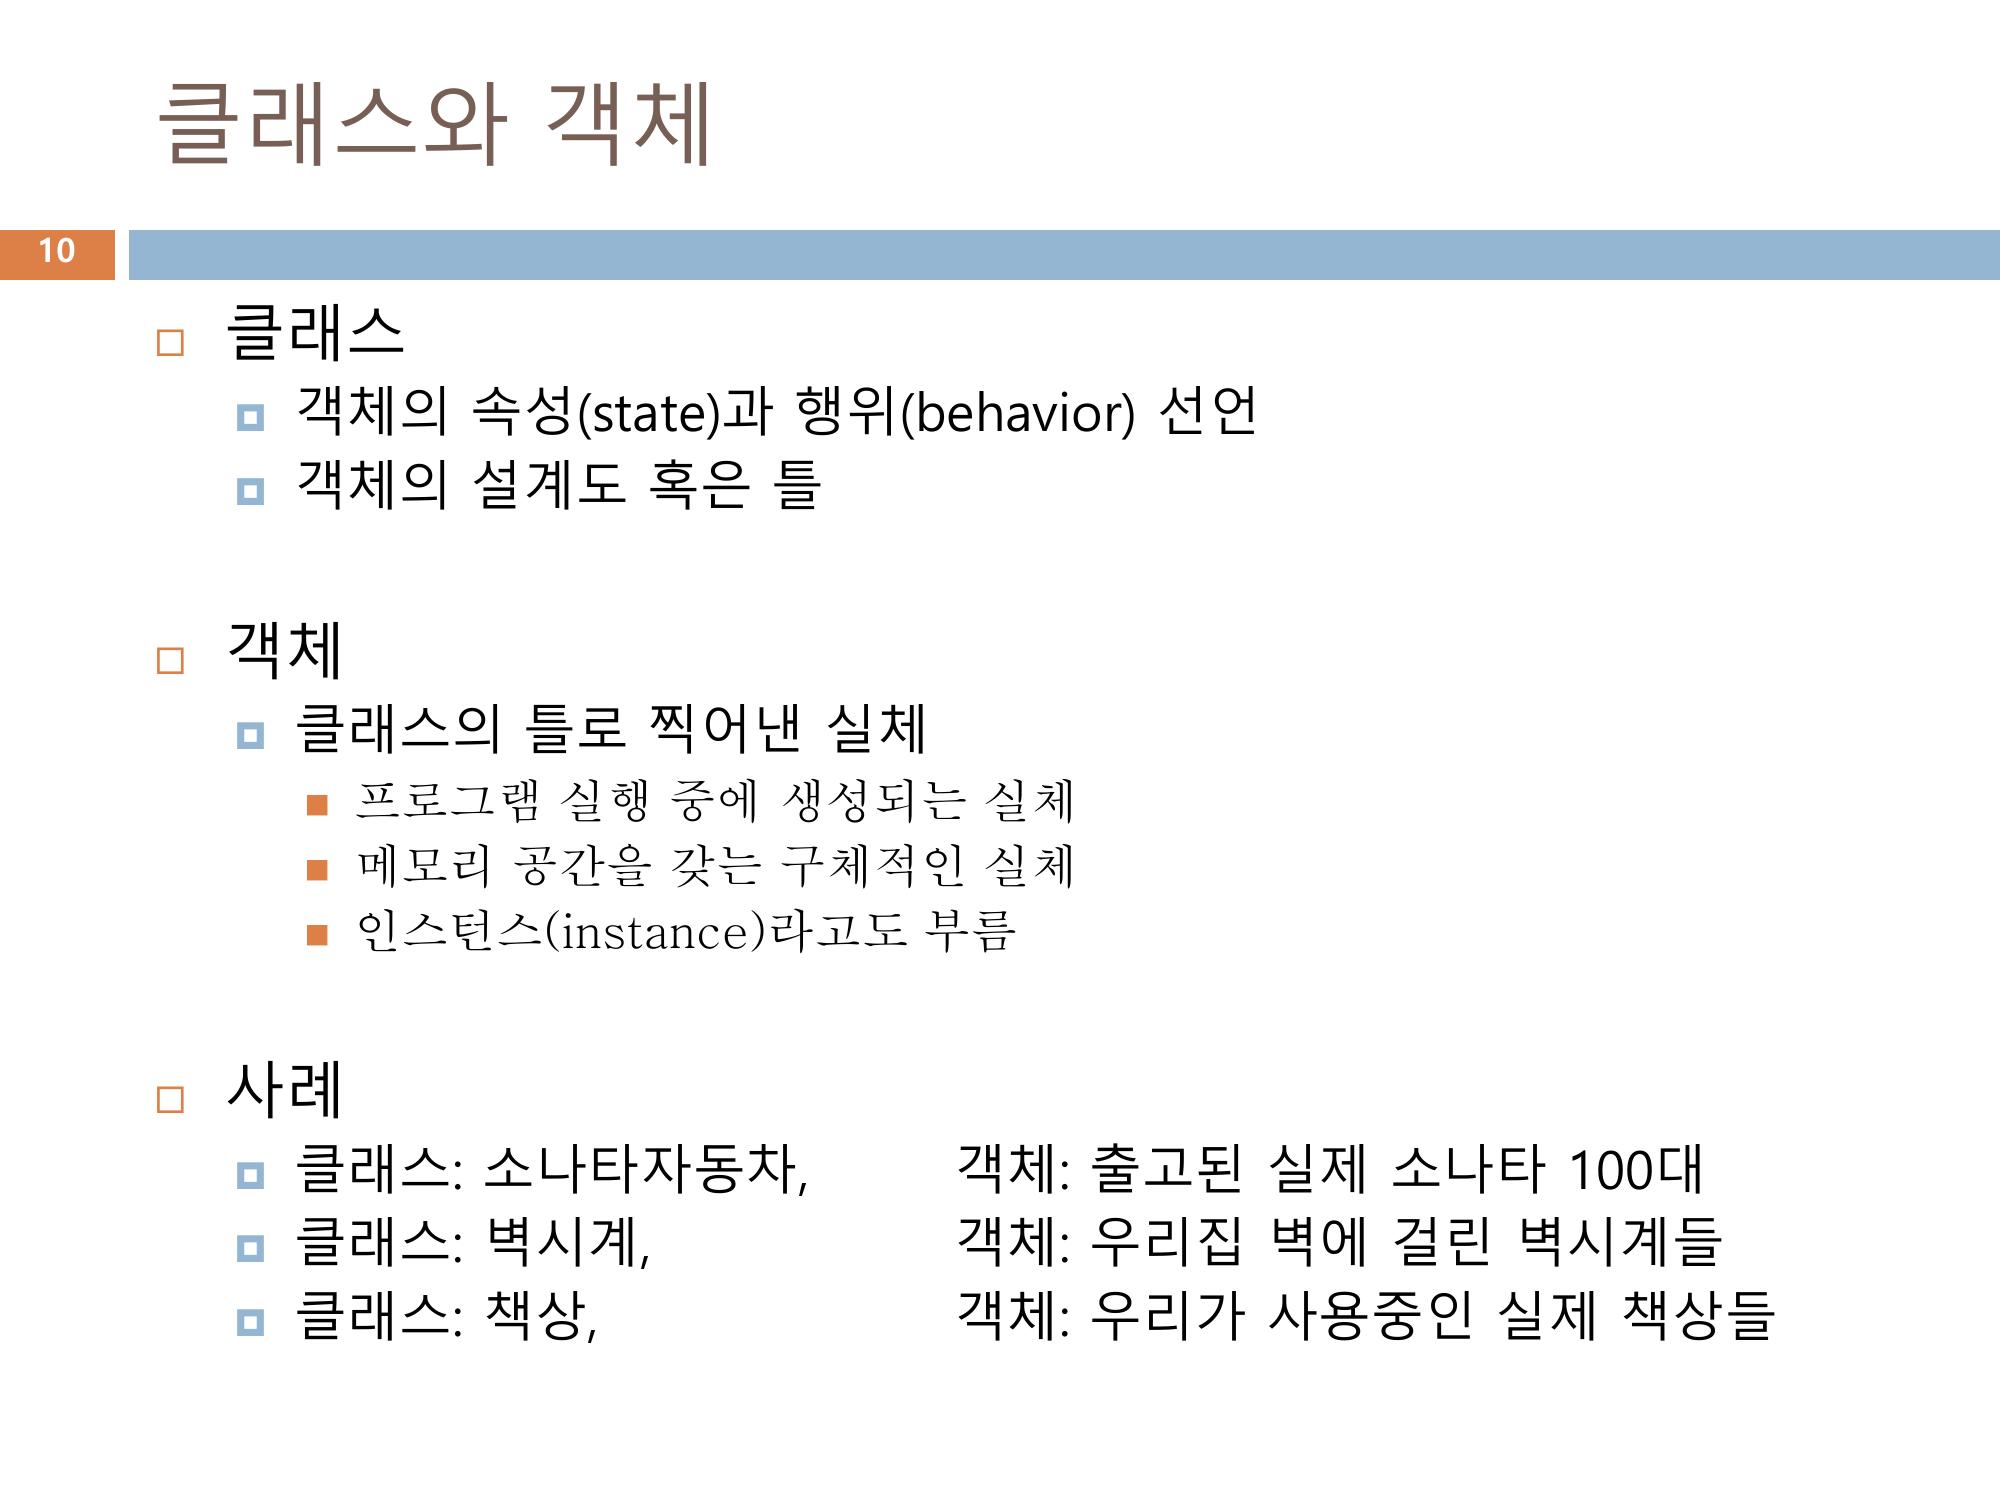 클래스와 객체
10
클래스
객체의 속성(state)과 행위(behavior) 선언
객체의 설계도 혹은 틀
객체
클래스의 틀로 찍어낸 실체
프로그램 실행 중에 생성되는 실체
메모리 공간을 갖는 구체적인 실체
인스턴스(instance)라고도 부름
사례
클래스: 소나타자동차, 객체: 출고된 실제 소나타 100대
클래스: 벽시계, 객체: 우리집 벽에 걸린 벽시계들
클래스: 책상, 객체: 우리가 사용중인 실제 책상들